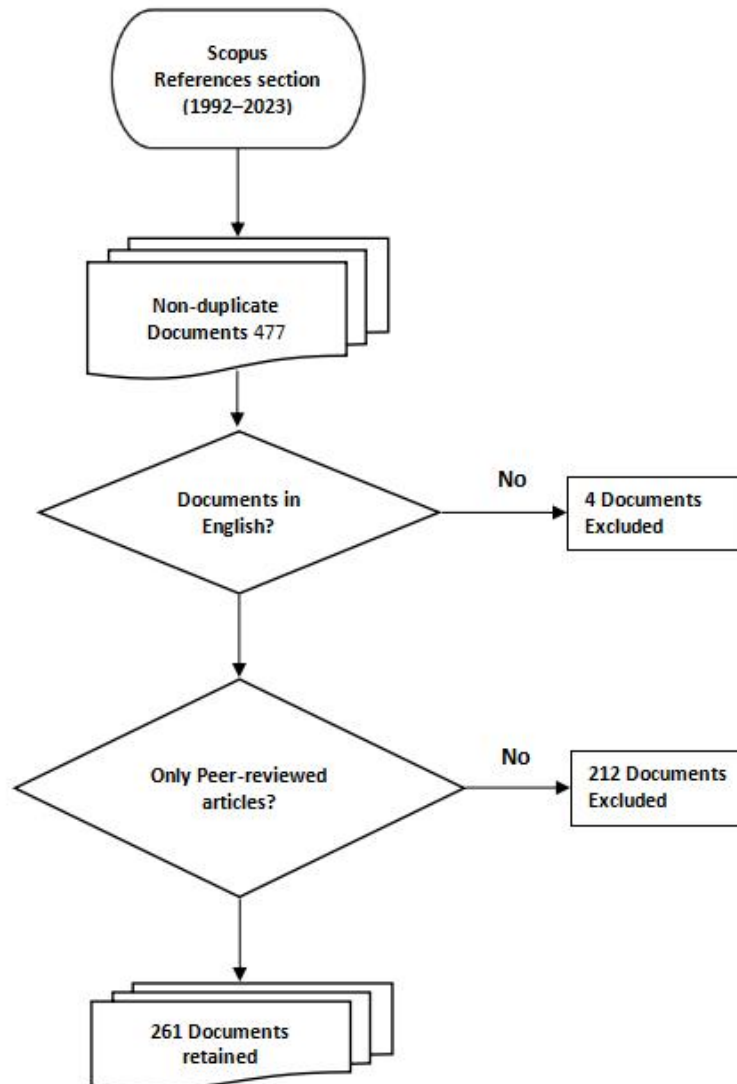 Scopus
References section
(1992–2023)
Non-duplicate
Documents 477
Documents in
English?
No
4 Documents
Excluded
Only Peer-reviewed
articles?
No
212 Documents
Excluded
261 Documents
retained